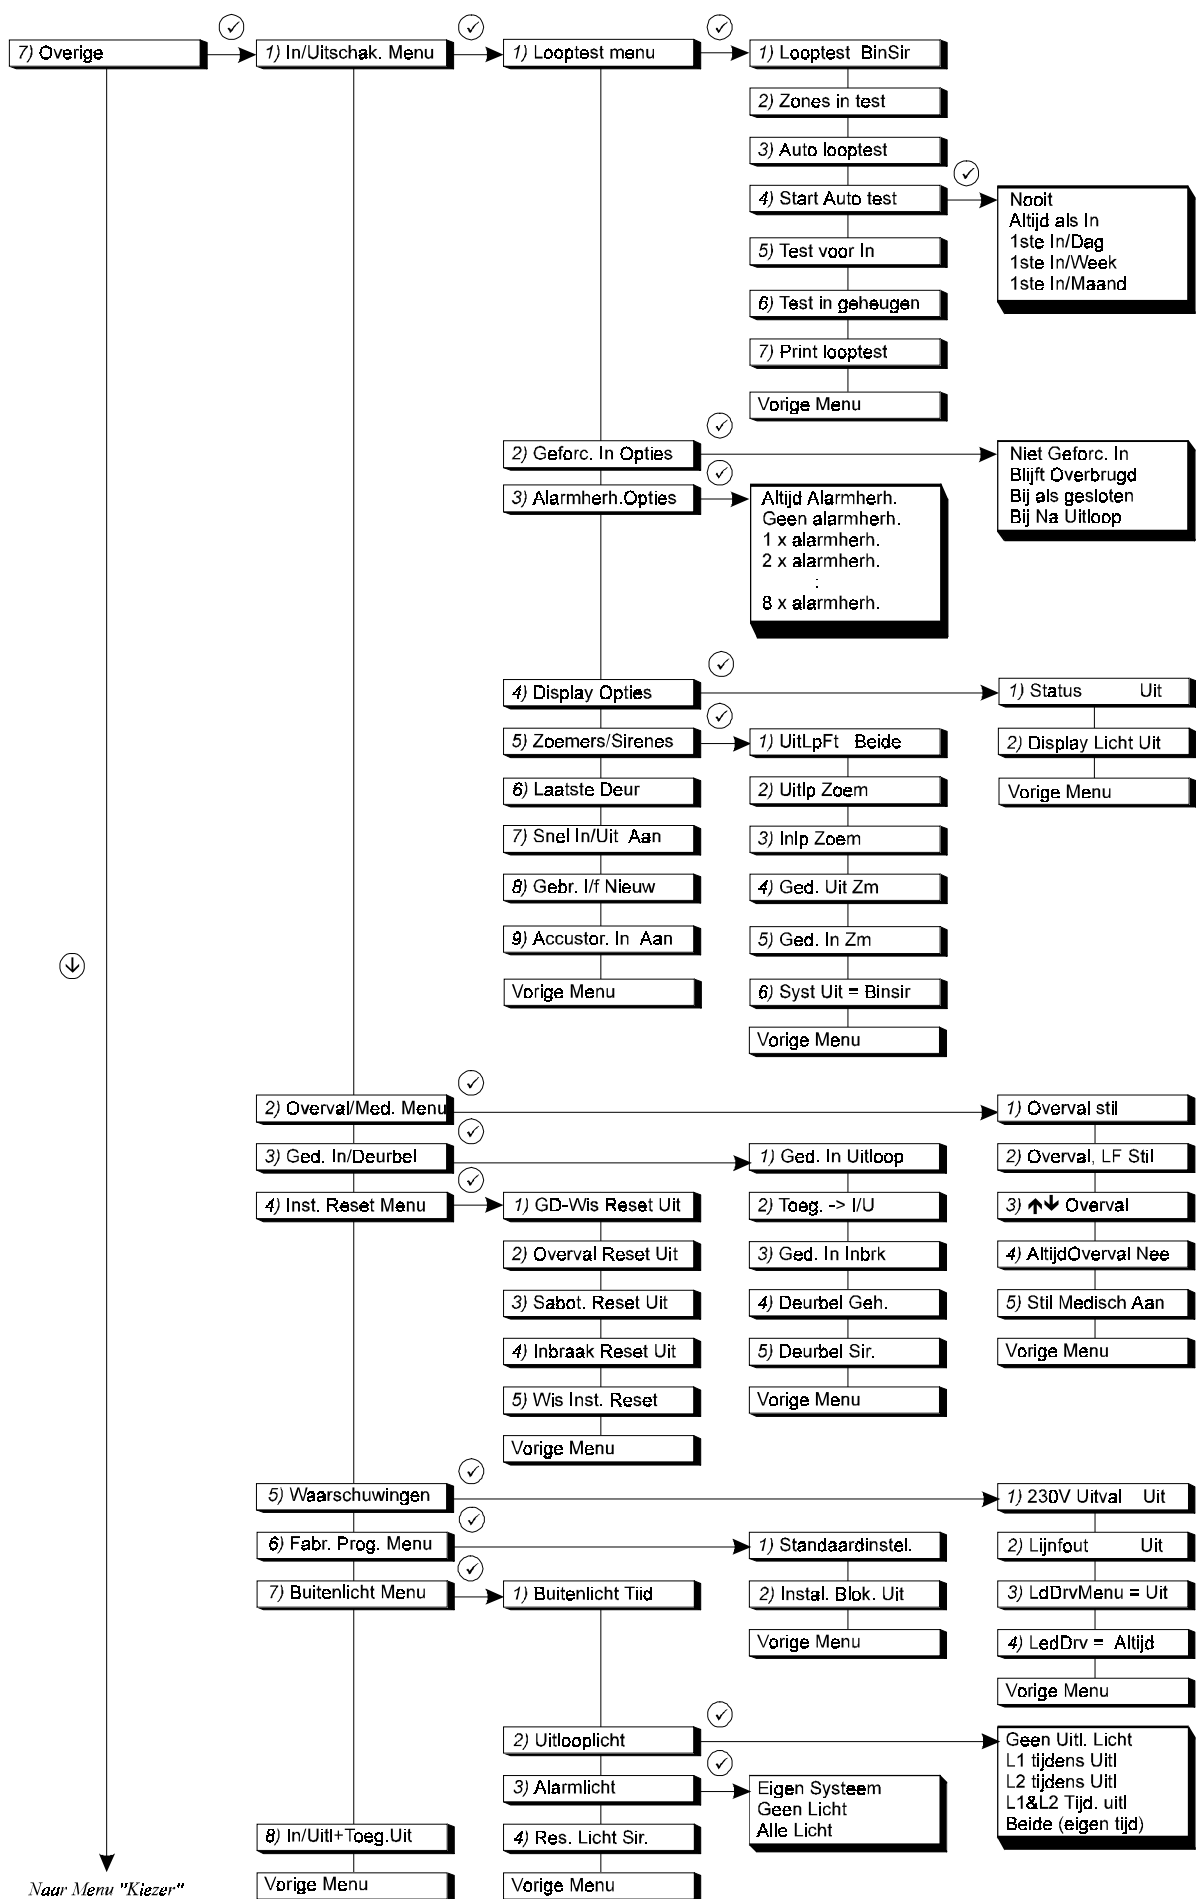 7) Overige
1) In/Uitschak. Menu
1) Looptest menu
1) Looptest BinSir
2) Zones in test
3) Auto looptest
4) Start Auto test
Nooit
Altijd als In
1ste In/Dag
1ste In/Week
1ste In/Maand
5) Test voor In
6) Test in geheugen
7) Print looptest
Vorige Menu
2) Geforc. In Opties
Niet Geforc. In
Blijft Overbrugd
Bij als gesloten
Bij Na Uitloop
3) Alarmherh.Opties
Altijd Alarmherh.
Geen alarmherh.
1 x alarmherh.
2 x alarmherh.
:
8 x alarmherh.
4) Display Opties
1) Status Uit
2) Display Licht Uit
Vorige Menu
5) Zoemers/Sirenes
1) UitLpFt Beide
2) Uitlp Zoem
3) Inlp Zoem
4) Ged. Uit Zm
5) Ged. In Zm
6) Syst Uit = Binsir
Vorige Menu
6) Laatste Deur
7) Snel In/Uit Aan
8) Gebr. I/f Nieuw
9) Accustor. In Aan
Vorige Menu
2) Overval/Med. Menu
1) Overval stil
2) Overval, LF Stil
3) ↑↓ Overval
4) AltijdOverval Nee
5) Stil Medisch Aan
Vorige Menu
3) Ged. In/Deurbel
1) Ged. In Uitloop
2) Toeg. -> I/U
3) Ged. In Inbrk
4) Deurbel Geh.
5) Deurbel Sir.
Vorige Menu
4) Inst. Reset Menu
1) GD-Wis Reset Uit
2) Overval Reset Uit
3) Sabot. Reset Uit
4) Inbraak Reset Uit
5) Wis Inst. Reset
Vorige Menu
5) Waarschuwingen
1) 230V Uitval Uit
2) Lijnfout Uit
3) LdDrvMenu = Uit
4) LedDrv = Altijd
Vorige Menu
6) Fabr. Prog. Menu
1) Standaardinstel.
2) Instal. Blok. Uit
Vorige Menu
7) Buitenlicht Menu
1) Buitenlicht Tijd
2) Uitlooplicht
Geen Uitl. Licht
L1 tijdens Uitl
L2 tijdens Uitl
L1&L2 Tijd. uitl
Beide (eigen tijd)
3) Alarmlicht
Eigen Systeem
Geen Licht
Alle Licht
4) Res. Licht Sir.
Vorige Menu
8) In/Uitl+Toeg.Uit
Vorige Menu
Naar Menu "Kiezer"